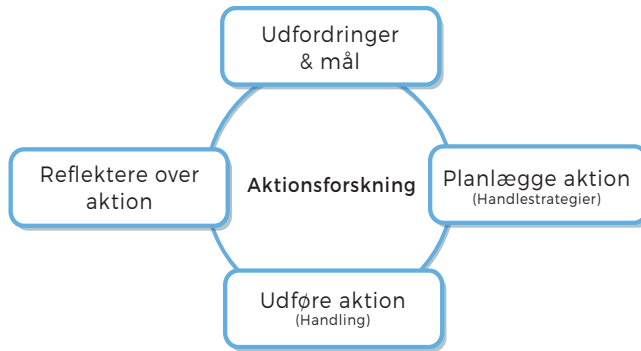 Udfordringer
& mål
Reflektere over
aktion
Aktionsforskning
Planlægge aktion
(Handlestrategier)
Udføre aktion
(Handling)